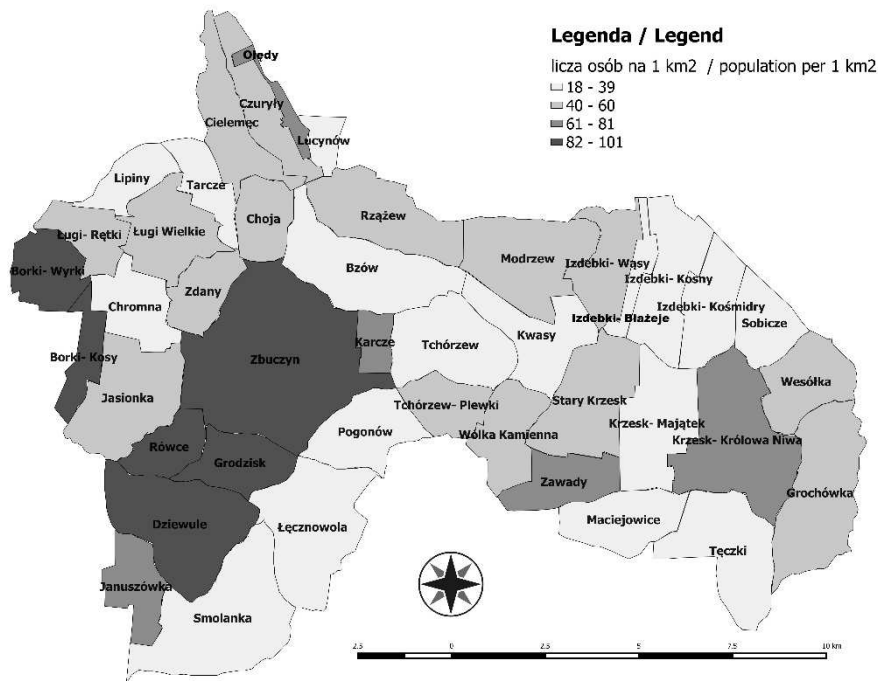 Legenda / Legend
licza osób na 1 km2 / population per 1 km2
18 - 39
40 - 60
61 - 81
82 - 101
Olędy
Czuryły
Cielemęc
Lucynów
Lipiny
Tarcze
Choja
Rzążew
Ługi- Rętki
Ługi Wielkie
Borki- Wyrki
Zdany
Bzów
Modrzew
Izdebki- Wąsy
Izdebki- Kosny
Chromna
Izdebki- Kośmidry
Izdebki- Błażeje
Sobicze
Kwasy
Karcze
Tchórzew
Borki- Kosy
Zbuczyn
Wesółka
Jasionka
Tchórzew- Plewki
Stary Krzesk
Krzesk- Majątek
Pogonów
Wólka Kamienna
Krzesk- Królowa Niwa
Rówce
Grodzisk
Zawady
Grochówka
Dziewule
Łęcznowola
Maciejowice
Tęczki
Januszówka
Smolanka
2.5 0 2.5 5 7.5 10 km